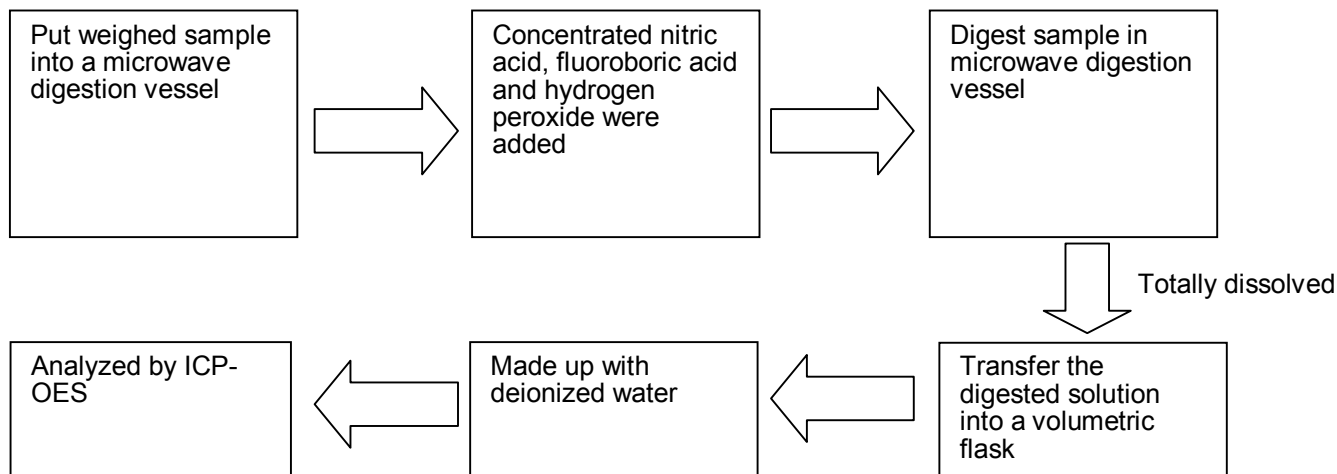 Put weighed sample
into a microwave
digestion vessel
Concentrated nitric
acid, fluoroboric acid
and hydrogen
peroxide were
added
Digest sample in
microwave digestion
vessel
Totally dissolved
Transfer the
digested solution
into a volumetric
flask
Made up with
deionized water
Analyzed by ICP-
OES